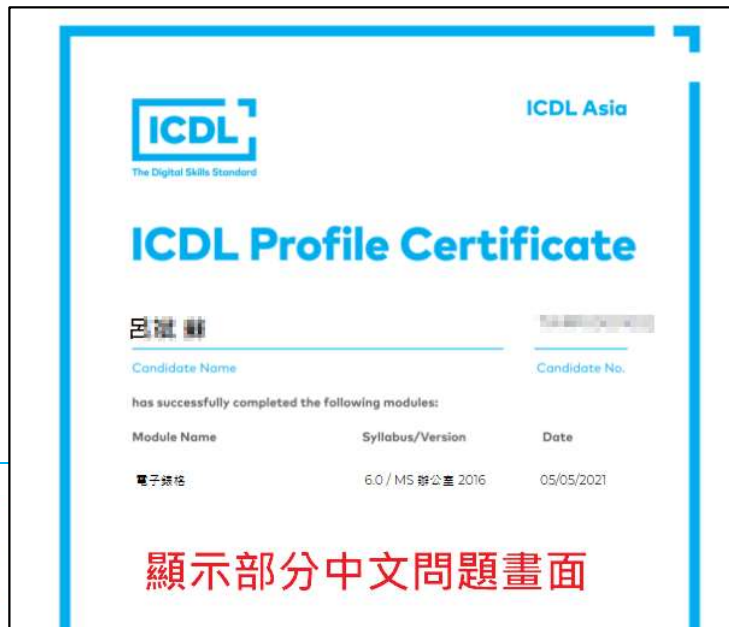 ICDL
The Digital Skills Standard
ICDL Asia
ICDL Profile Certificate
呂
Candidate Name
Candidate No.
has successfully completed the following modules:
Module Name Syllabus/Version Date
電子錶格 6.0 / MS 辦公室 2016 05/05/2021
顯示部分中文問題畫面